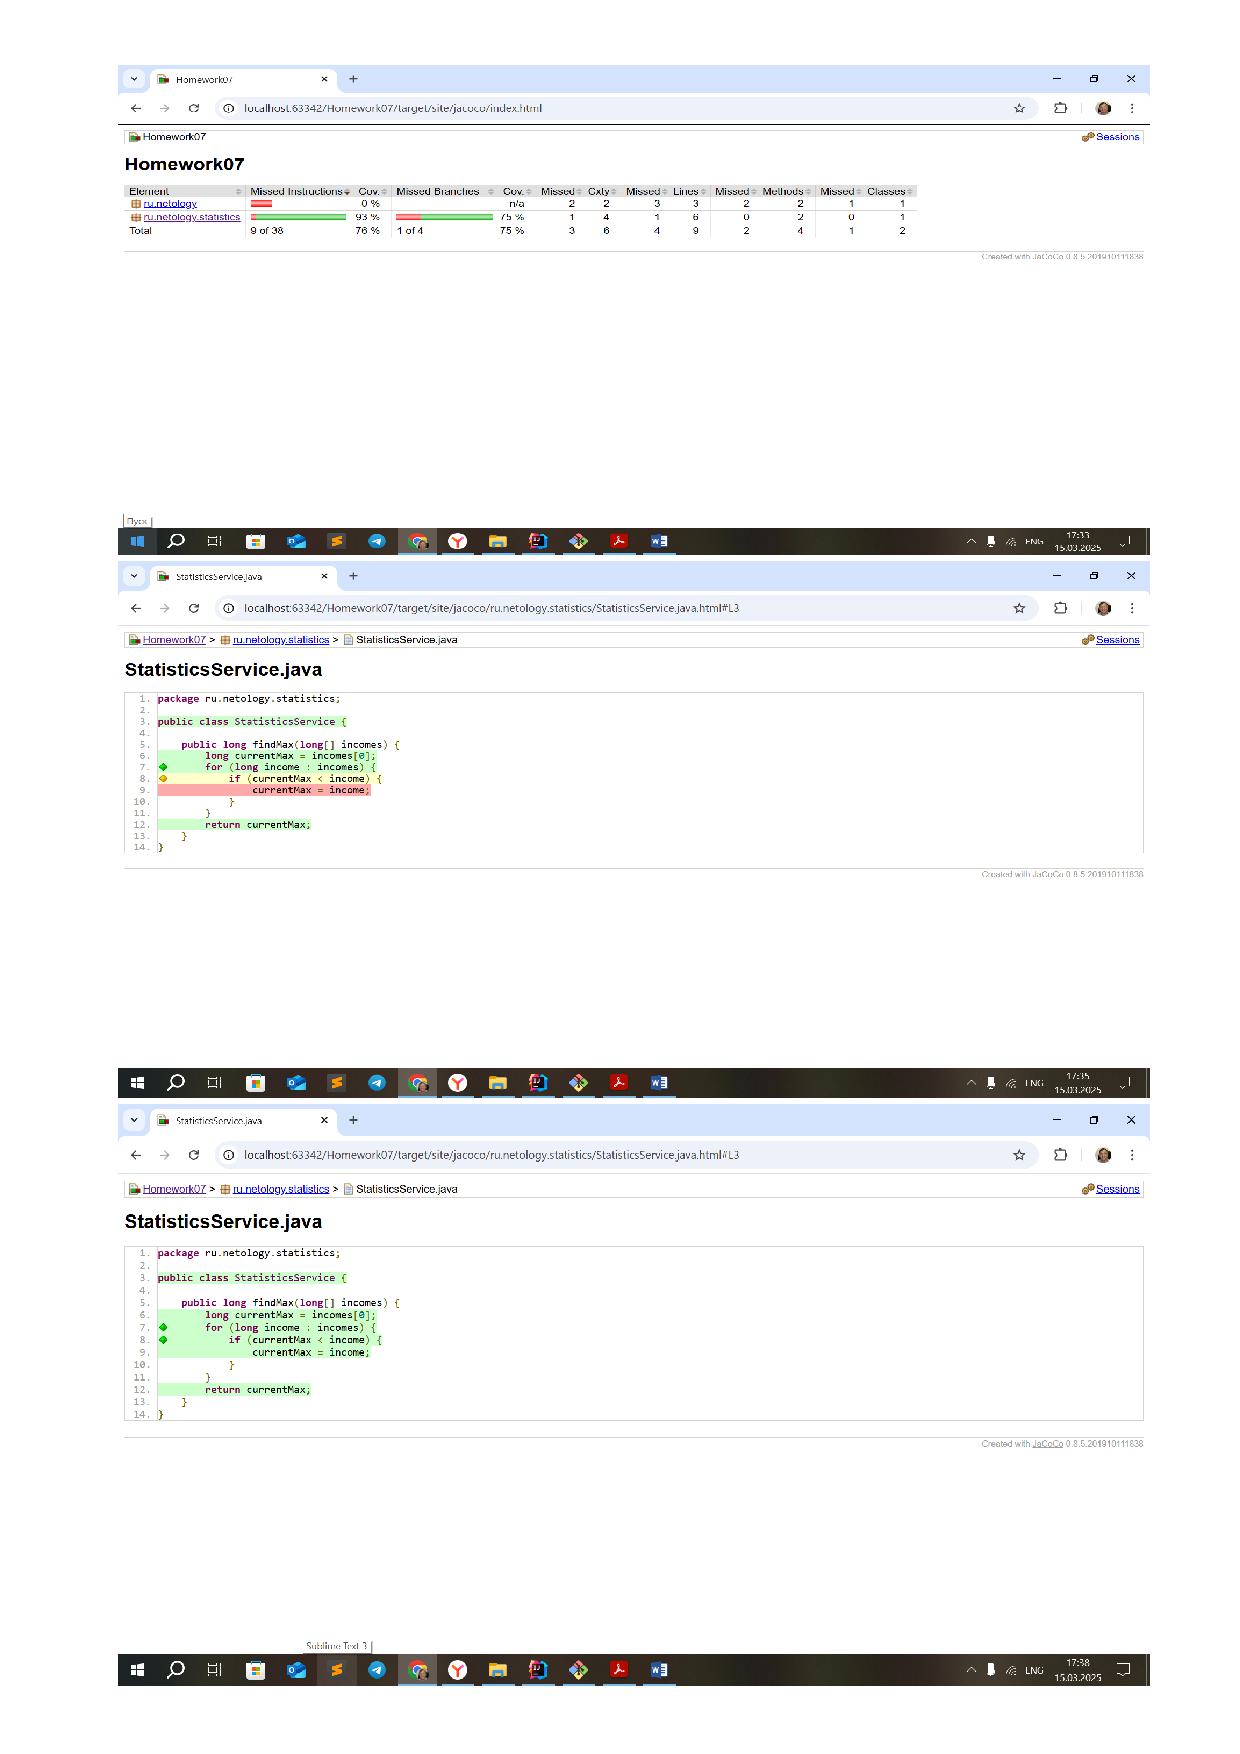 Homework07
localhost:63342/Homework07/target/site/jacoco/index.html
Homework07 Sessions
Homework07
Element Missed Instructions Cov. Missed Branches Cov. Missed Cxty Missed Lines Missed Methods Missed Classes
ru.netology 0 % n/a 2 2 3 3 2 2 1 1
ru.netology.statistics 93 % 75 % 1 4 1 6 0 2 0 1
Total 9 of 38 76 % 1 of 4 75 % 3 6 4 9 2 4 1 2
Created with JaCoCo 0.8.5.201910111838
Пуск
ENG 17:33
15.03.2025
StatisticsService.java
localhost:63342/Homework07/target/site/jacoco/ru.netology.statistics/StatisticsService.java.html#L3
Homework07 > ru.netology.statistics > StatisticsService.java Sessions
StatisticsService.java
1. package ru.netology.statistics;
2.
3. public class StatisticsService {
4.
5. public long findMax(long[] incomes) {
6. long currentMax = incomes[0];
7. for (long income : incomes) {
8. if (currentMax < income) {
9. currentMax = income;
10. }
11. }
12. return currentMax;
13. }
14. }
Created with JaCoCo 0.8.5.201910111838
ENG 17:35
15.03.2025
StatisticsService.java
localhost:63342/Homework07/target/site/jacoco/ru.netology.statistics/StatisticsService.java.html#L3
Homework07 > ru.netology.statistics > StatisticsService.java Sessions
StatisticsService.java
1. package ru.netology.statistics;
2.
3. public class StatisticsService {
4.
5. public long findMax(long[] incomes) {
6. long currentMax = incomes[0];
7. for (long income : incomes) {
8. if (currentMax < income) {
9. currentMax = income;
10. }
11. }
12. return currentMax;
13. }
14. }
Created with JaCoCo 0.8.5.201910111838
Sublime Text 3
ENG 17:38
15.03.2025